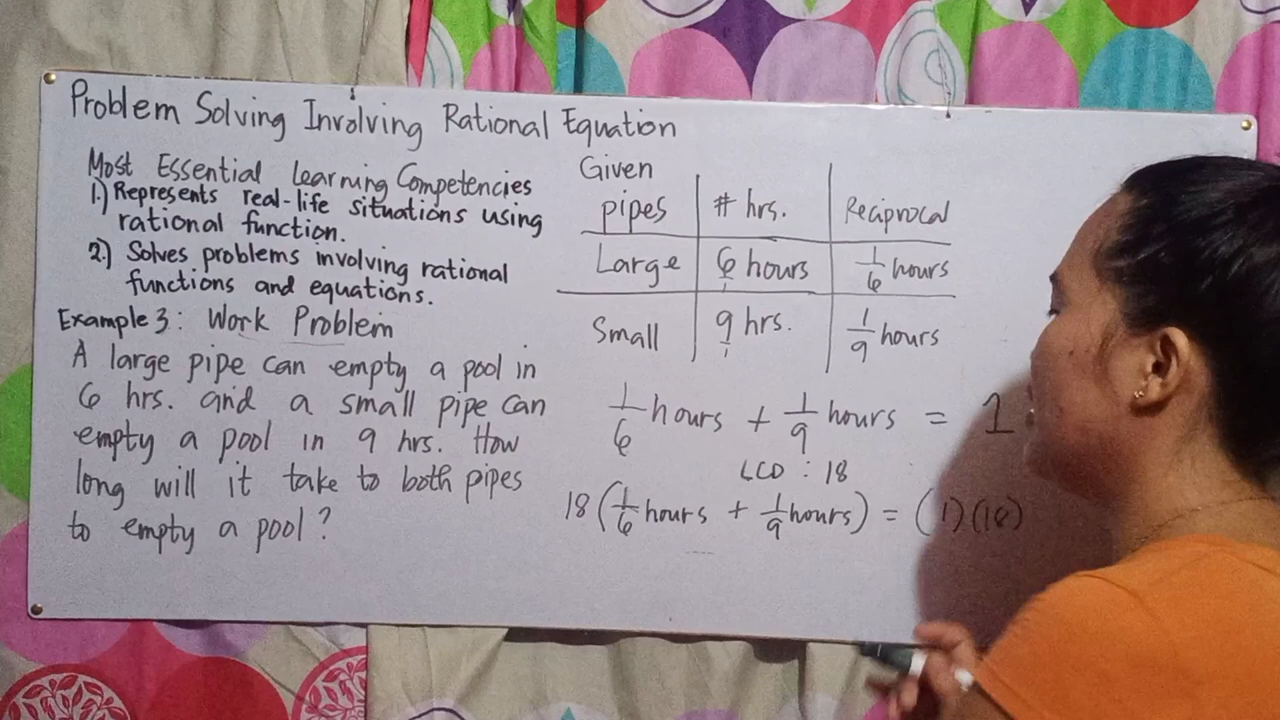 Problem Solving Involving Rational Equation
Most Essential Learning Competencies
1.) Represents real-life situations using
rational function.
2.) Solves problems involving rational
functions and equations.
Example 3: Work Problem
A large pipe can empty a pool in
6 hrs. and a small pipe can
empty a pool in 9 hrs. How
long will it take to both pipes
to empty a pool?
Given
pipes # hrs. Reciprocal
Large 6 hours 1/6 hours
Small 9 hrs. 1/9 hours
1/6 hours + 1/9 hours = 1
LCD : 18
18 (1/6 hours + 1/9 hours) = (1)(18)